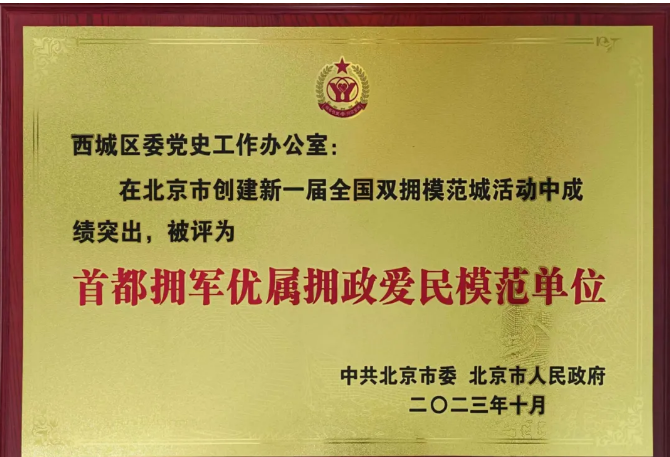 西城区委党史工作办公室：
在北京市创建新一届全国双拥模范城活动中成
绩突出，被评为
首都拥军优属拥政爱民模范单位
中共北京市委 北京市人民政府
二〇二三年十月